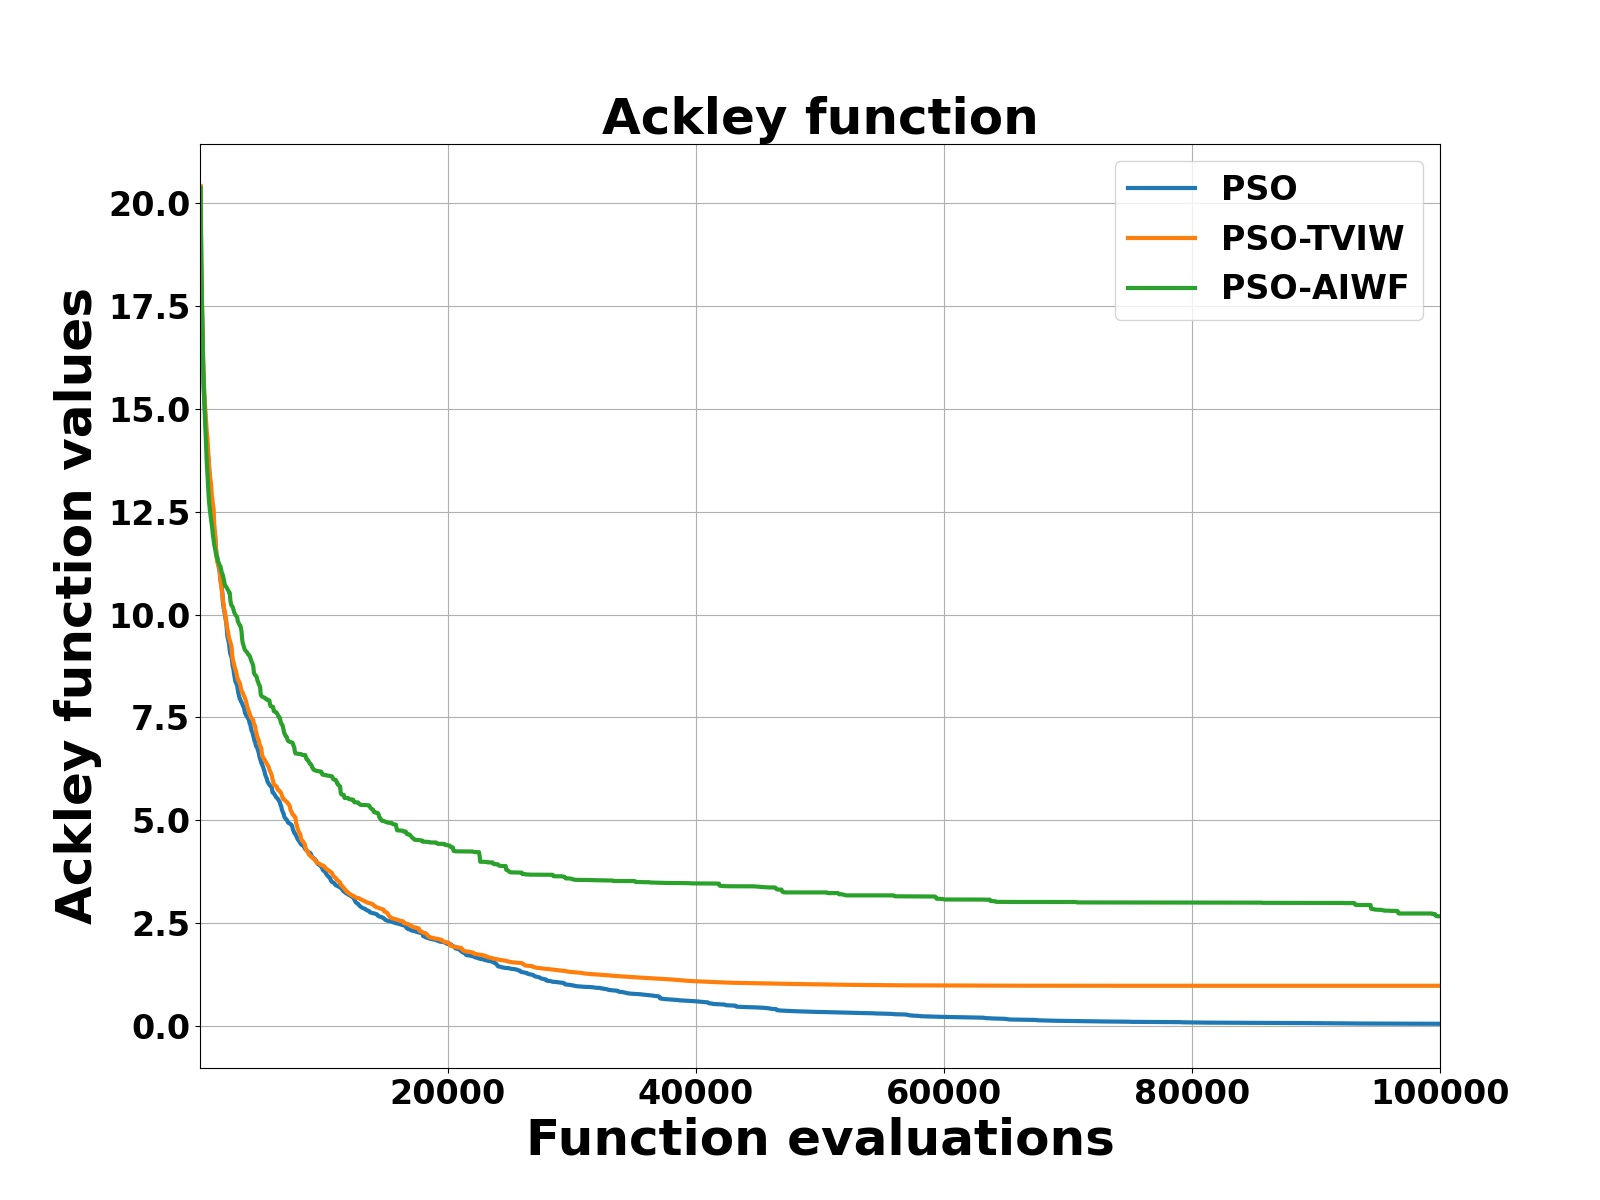 Ackley function
PSO
PSO-TVIW
PSO-AIWF
Ackley function values
20.0
17.5
15.0
12.5
10.0
7.5
5.0
2.5
0.0
20000 40000 60000 80000 100000
Function evaluations